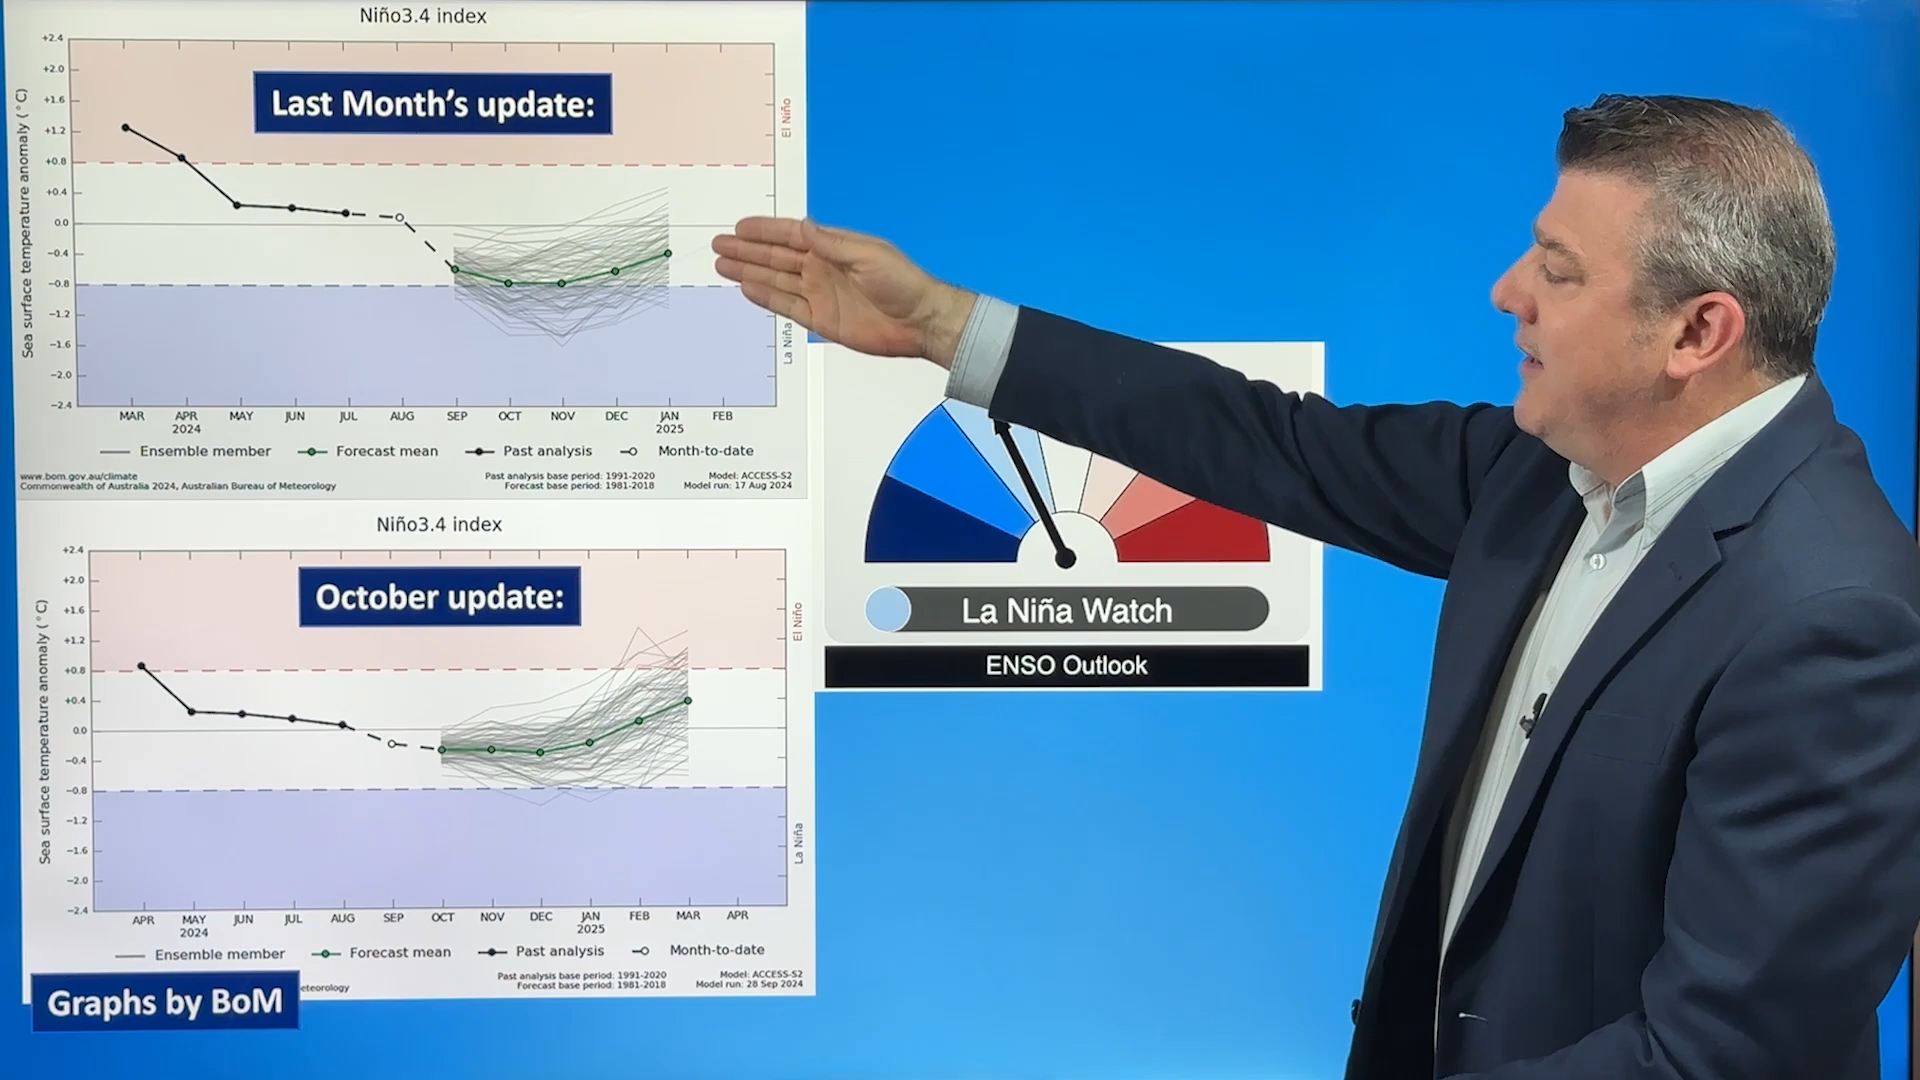 Niño3.4 index
Last Month's update:
+2.4
+2.0
+1.6
+1.2
+0.8
+0.4
0.0
−0.4
−0.8
−1.2
−1.6
−2.0
−2.4
Sea surface temperature anomaly (°C)
El Niño
La Niña
MAR APR MAY JUN JUL AUG SEP OCT NOV DEC JAN FEB
2024 2025
Ensemble member Forecast mean Past analysis Month-to-date
www.bom.gov.au/climate
Commonwealth of Australia 2024, Australian Bureau of Meteorology
Past analysis base period: 1991-2020
Forecast base period: 1981-2018
Model: ACCESS-S2
Model run: 17 Aug 2024
Niño3.4 index
October update:
+2.4
+2.0
+1.6
+1.2
+0.8
+0.4
0.0
−0.4
−0.8
−1.2
−1.6
−2.0
−2.4
Sea surface temperature anomaly (°C)
El Niño
La Niña
APR MAY JUN JUL AUG SEP OCT NOV DEC JAN FEB MAR APR
2024 2025
Ensemble member Forecast mean Past analysis Month-to-date
eteorology
Past analysis base period: 1991-2020
Forecast base period: 1981-2018
Model: ACCESS-S2
Model run: 28 Sep 2024
Graphs by BoM
La Niña Watch
ENSO Outlook